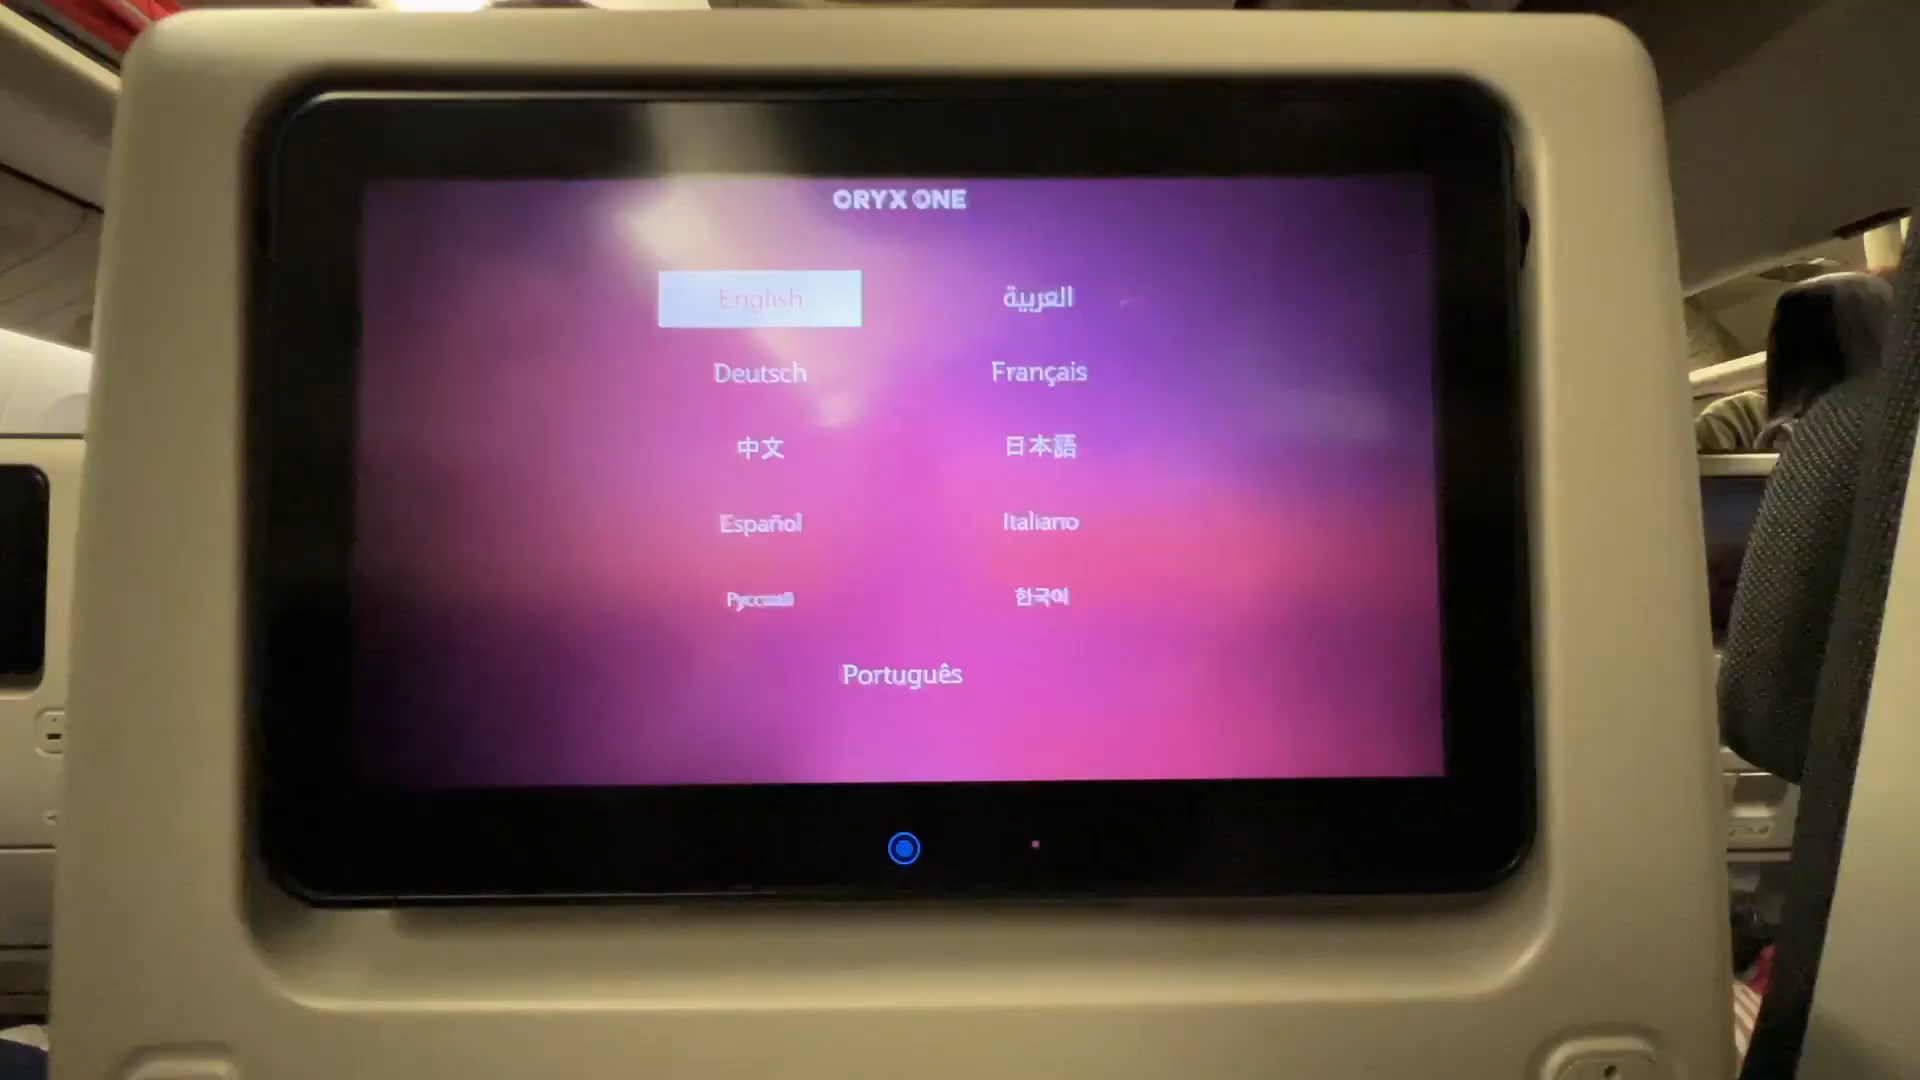 ORYX ONE
English
العربية
Deutsch
Français
中文
日本語
Español
Italiano
Русский
한국어
Português